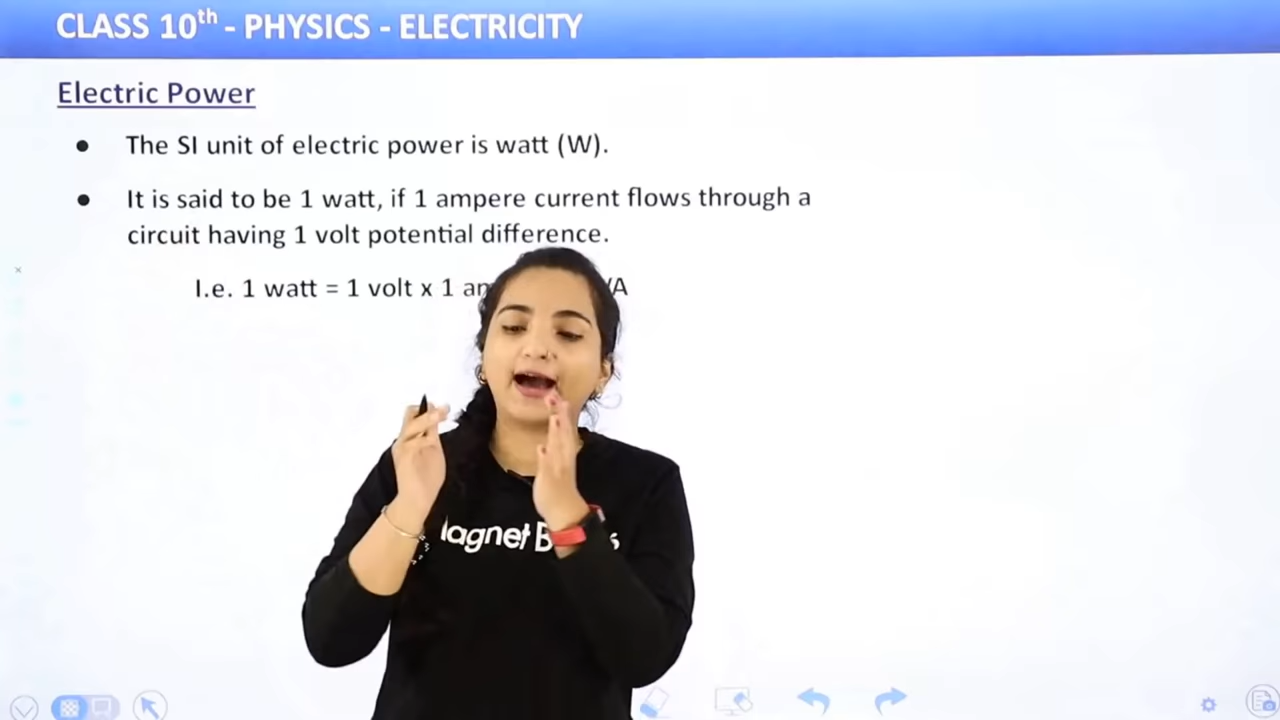 CLASS 10th - PHYSICS - ELECTRICITY
Electric Power
● The SI unit of electric power is watt (W).
● It is said to be 1 watt, if 1 ampere current flows through a
circuit having 1 volt potential difference.
I.e. 1 watt = 1 volt x 1